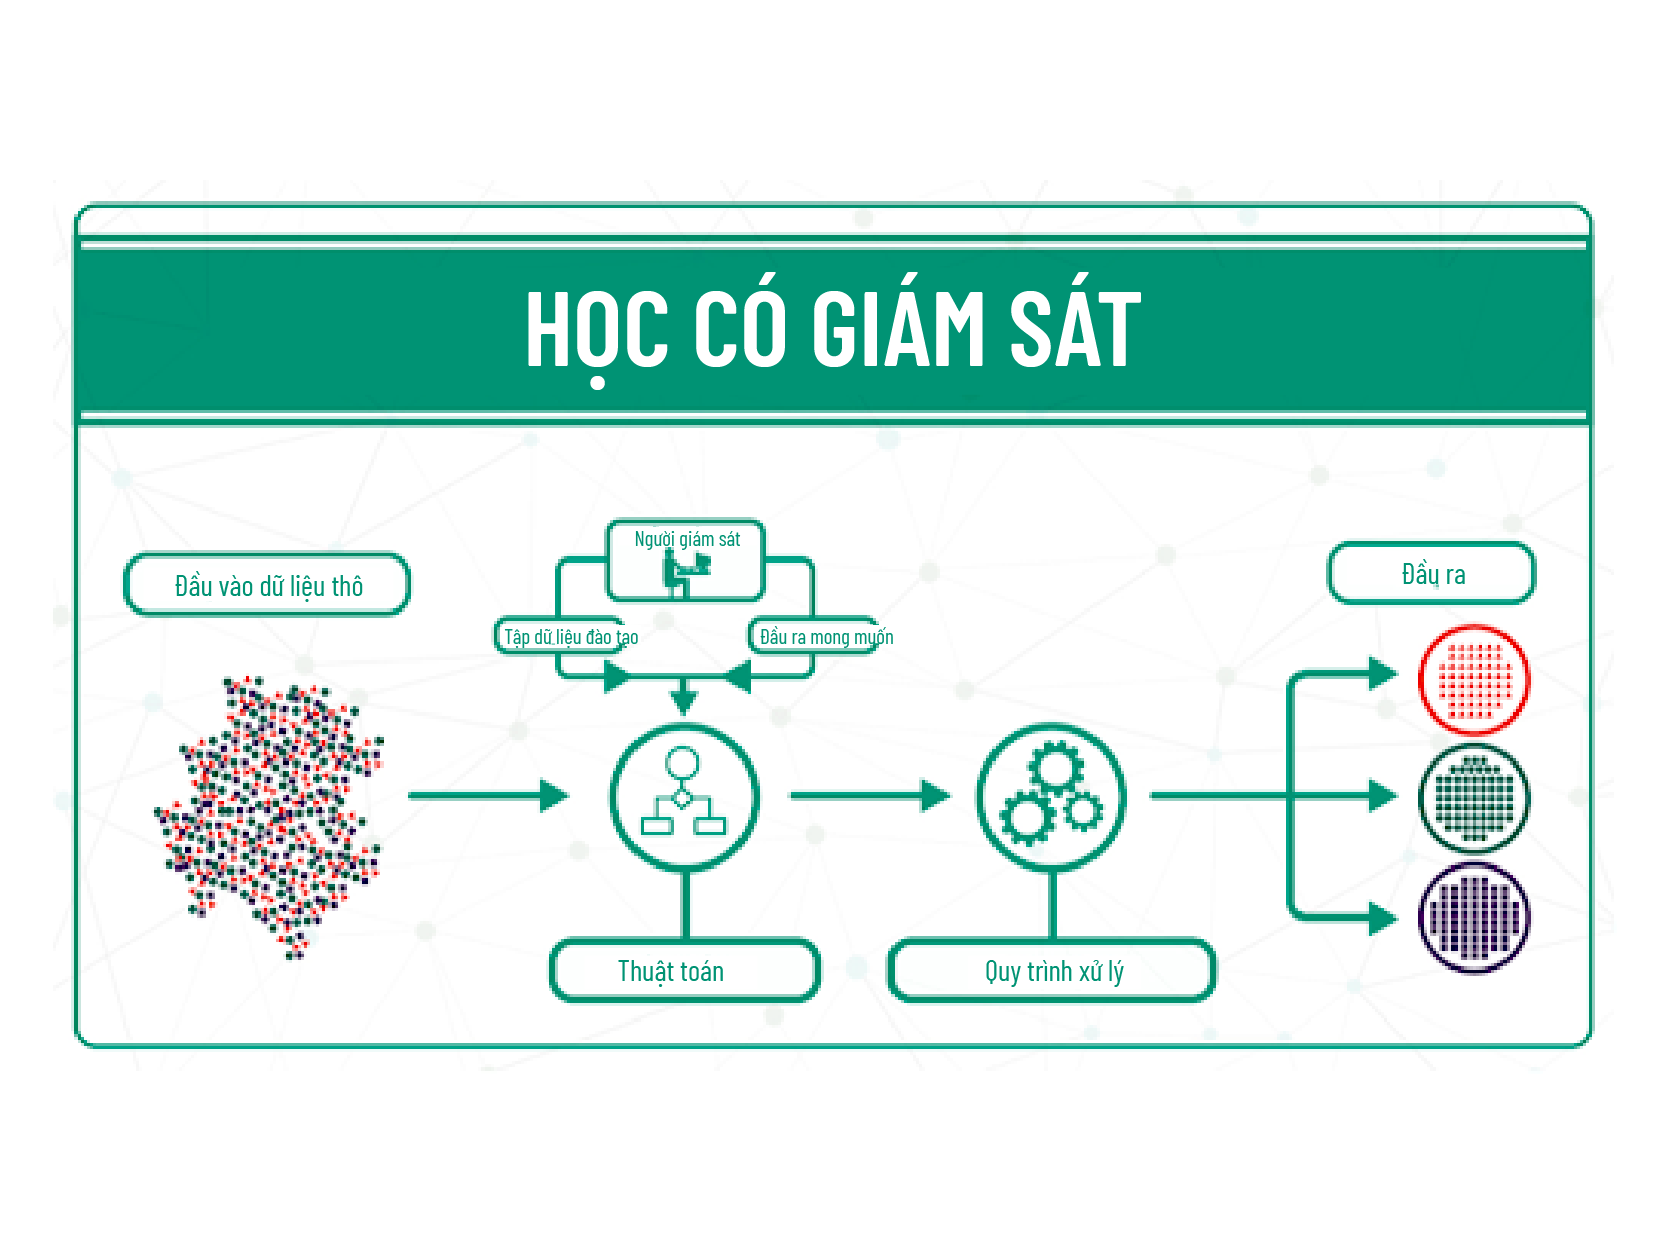 HỌC CÓ GIÁM SÁT
Người giám sát
Đầu vào dữ liệu thô
Đầu ra
Tập dữ liệu đào tạo
Đầu ra mong muốn
Thuật toán
Quy trình xử lý